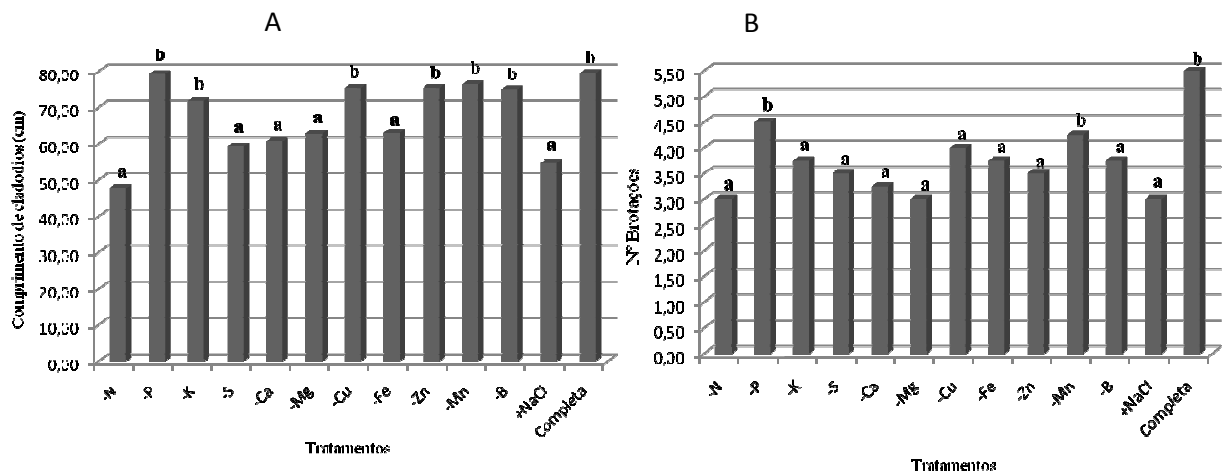 A
Comprimento de cladódios (cm)
80,00
70,00
60,00
50,00
40,00
30,00
20,00
10,00
0,00
a
b
b
a
a
a
b
a
b
b
b
a
b
-N
-P
-K
-S
-Ca
-Mg
-Cu
-Fe
-Zn
-Mn
-B
+NaCl
Completa
Tratamentos
B
Nº Brotações
5,50
5,00
4,50
4,00
3,50
3,00
2,50
2,00
1,50
1,00
0,50
0,00
a
b
a
a
a
a
a
a
a
b
a
a
b
-N
-P
-K
-S
-Ca
-Mg
-Cu
-Fe
-Zn
-Mn
-B
+NaCl
Completa
Tratamentos